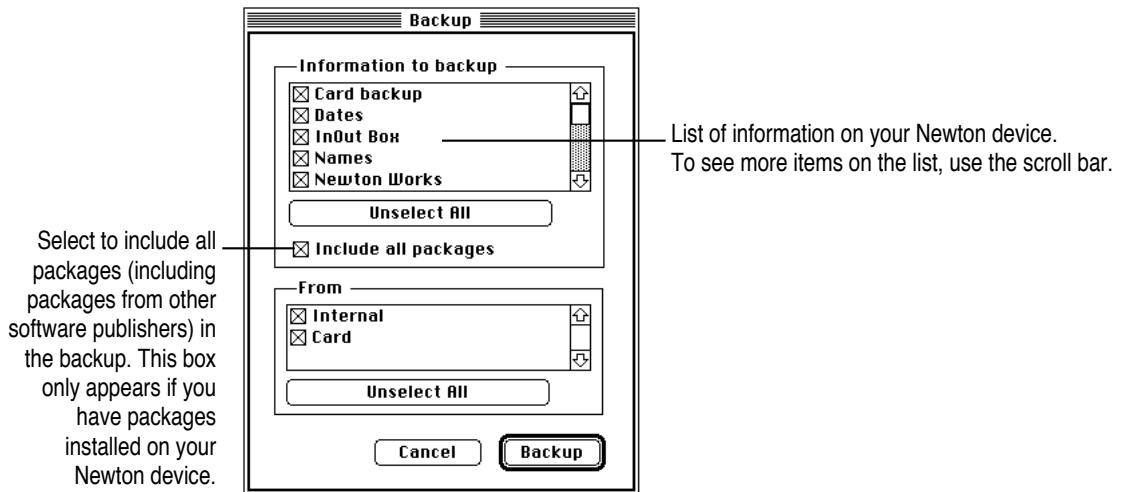 Backup
Information to backup
Card backup
Dates
InOut Box
Names
Newton Works
Unselect All
Include all packages
From
Internal
Card
Unselect All
Cancel
Backup
List of information on your Newton device.
To see more items on the list, use the scroll bar.
Select to include all
packages (including
packages from other
software publishers) in
the backup. This box
only appears if you
have packages
installed on your
Newton device.